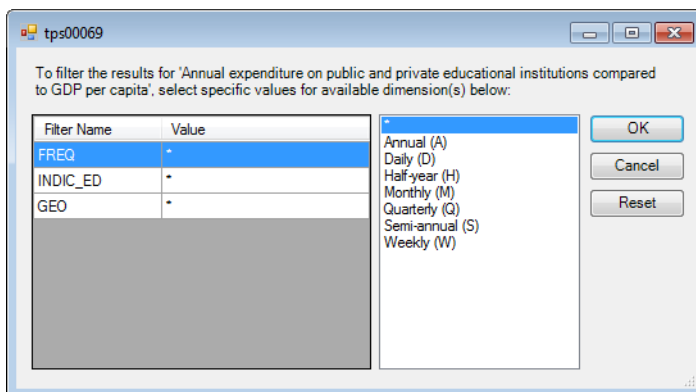 tps00069
To filter the results for 'Annual expenditure on public and private educational institutions compared
to GDP per capita', select specific values for available dimension(s) below:
Filter Name Value
FREQ *
INDIC_ED *
GEO *
*
Annual (A)
Daily (D)
Half-year (H)
Monthly (M)
Quarterly (Q)
Semi-annual (S)
Weekly (W)
OK
Cancel
Reset